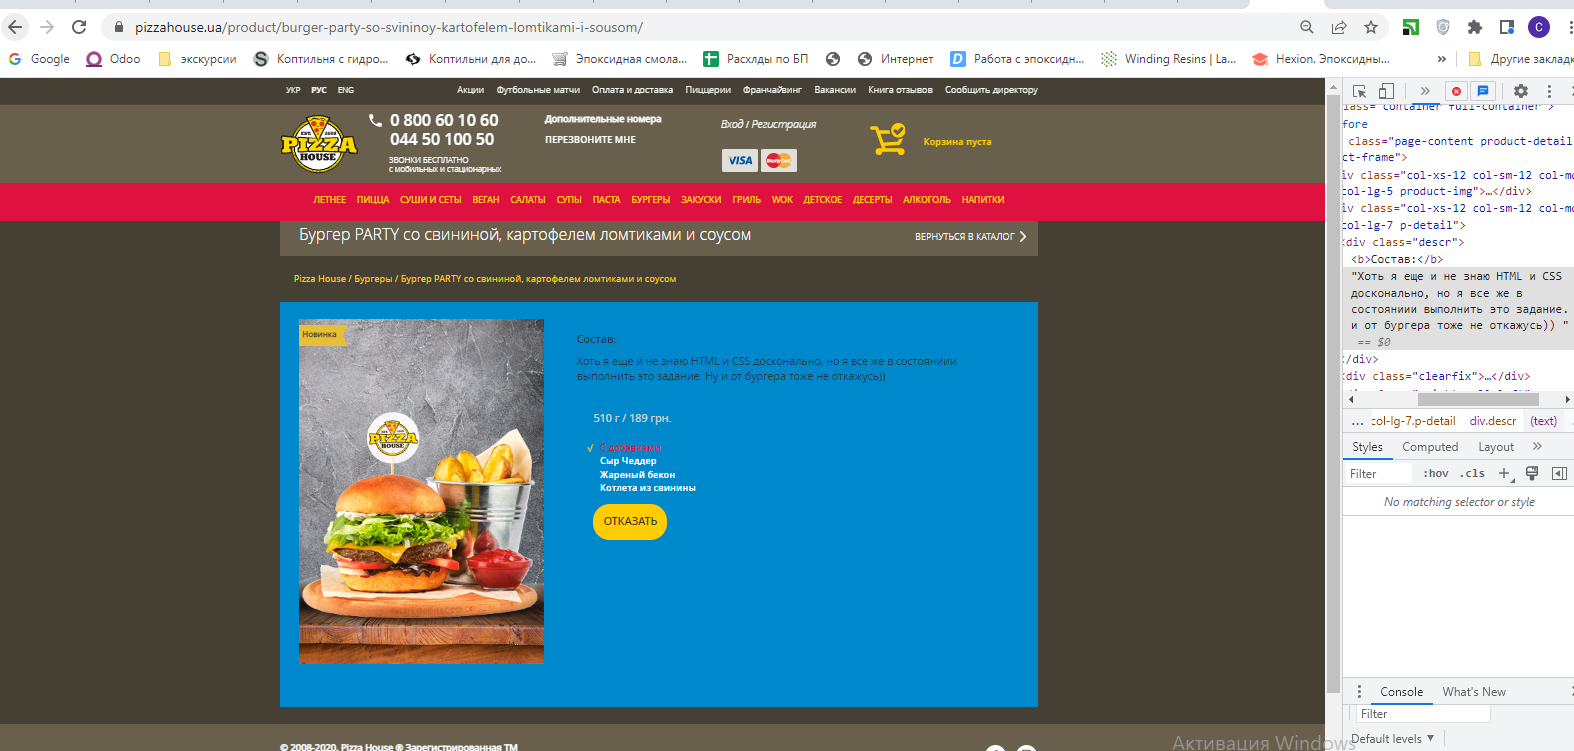 pizzahouse.ua/product/burger-party-so-svininoy-kartofelem-lomtikami-i-sousom/
C
Google
Odoo
экскурсии
Коптильня с гидро...
Коптильни для до...
Эпоксидная смола...
Расхлды по БП
Интернет
Работа с эпоксидн...
Winding Resins | La...
Hexion. Эпоксидны...
»
Другие закладк
УКР РУС ENG
Акции Футбольные матчи Оплата и доставка Пиццерии Франчайвинг Вакансии Книга отзывов Сообщить директору
EST. 2008
PIZZA
HOUSE
0 800 60 10 60
044 50 100 50
ЗВОНКИ БЕСПЛАТНО
с мобильных и стационарных
Дополнительные номера
ПЕРЕЗВОНИТЕ МНЕ
Вход / Регистрация
VISA MasterCard
Корзина пуста
ЛЕТНЕЕ ПИЦЦА СУШИ И СЕТЫ ВЕГАН САЛАТЫ СУПЫ ПАСТА БУРГЕРЫ ЗАКУСКИ ГРИЛЬ WOK ДЕТСКОЕ ДЕСЕРТЫ АЛКОГОЛЬ НАПИТКИ
Бургер PARTY со свининой, картофелем ломтиками и соусом
ВЕРНУТЬСЯ В КАТАЛОГ
Pizza House / Бургеры / Бургер PARTY со свининой, картофелем ломтиками и соусом
Новинка
PIZZA
HOUSE
Состав:
Хоть я еще и не знаю HTML и CSS досконально, но я все же в состояниии
выполнить это задание. Ну и от бургера тоже не откажусь))
510 г / 189 грн.
С добавками
Сыр Чеддер
Жареный бекон
Котлета из свинины
ОТКАЗАТЬ
© 2008-2020. Pizza House ® Зарегистрированная ТМ
»
lass="container full-container">
fore
class="page-content product-detail
ct-frame">
iv class="col-xs-12 col-sm-12 col-mo
col-lg-5 product-img">…</div>
iv class="col-xs-12 col-sm-12 col-mo
col-lg-7 p-detail">
<div class="descr">
<b>Состав:</b>
"Хоть я еще и не знаю HTML и CSS
досконально, но я все же в
состояниии выполнить это задание.
и от бургера тоже не откажусь)) "
== $0
</div>
<div class="clearfix">…</div>
... col-lg-7.p-detail div.descr (text)
Styles Computed Layout »
Filter :hov .cls +
No matching selector or style
Console What's New
Filter
Default levels ▼
Активация Windows